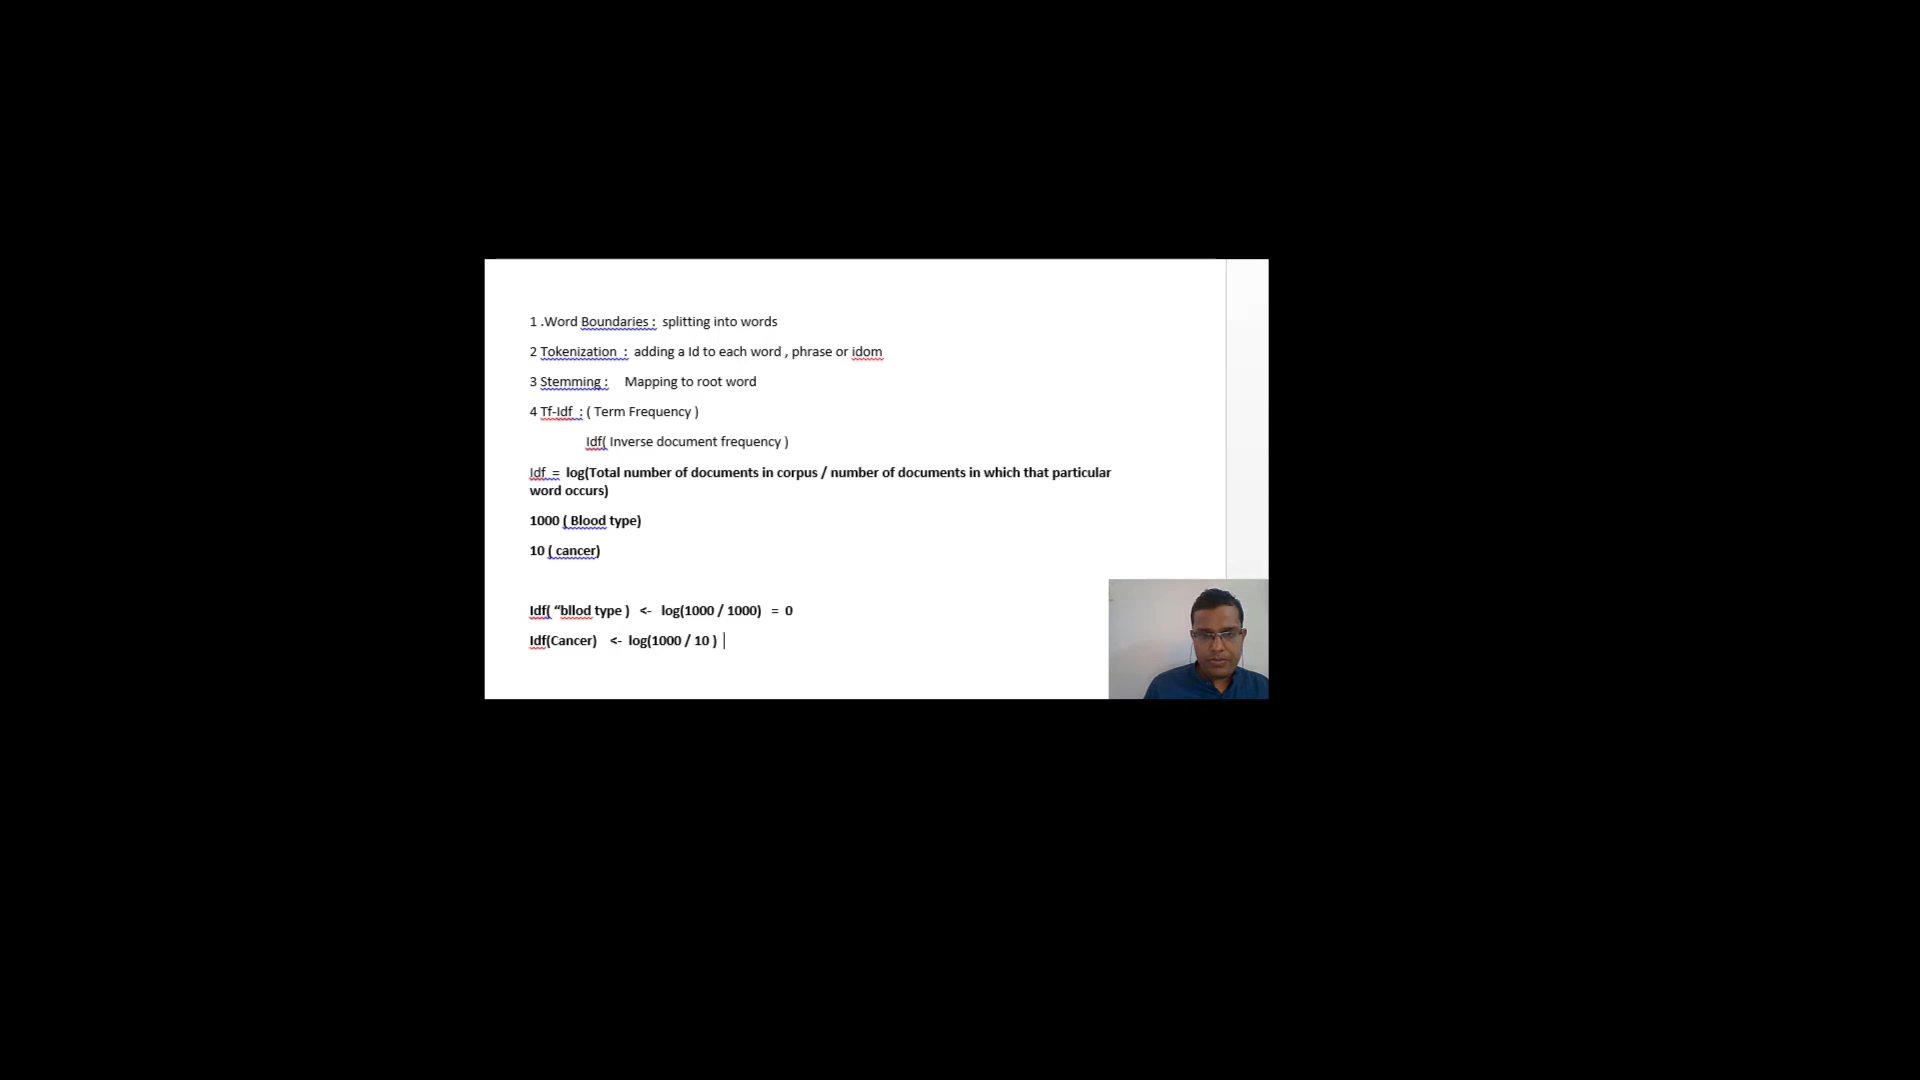 1 .Word Boundaries :  splitting into words
2 Tokenization  :  adding a Id to each word , phrase or idom
3 Stemming :    Mapping to root word
4 Tf-Idf  : ( Term Frequency )
Idf( Inverse document frequency )
Idf  =  log(Total number of documents in corpus / number of documents in which that particular
word occurs)
1000 ( Blood type)
10 ( cancer)
Idf( “bllod type )   <-   log(1000 / 1000)   =  0
Idf(Cancer)    <-  log(1000 / 10 )